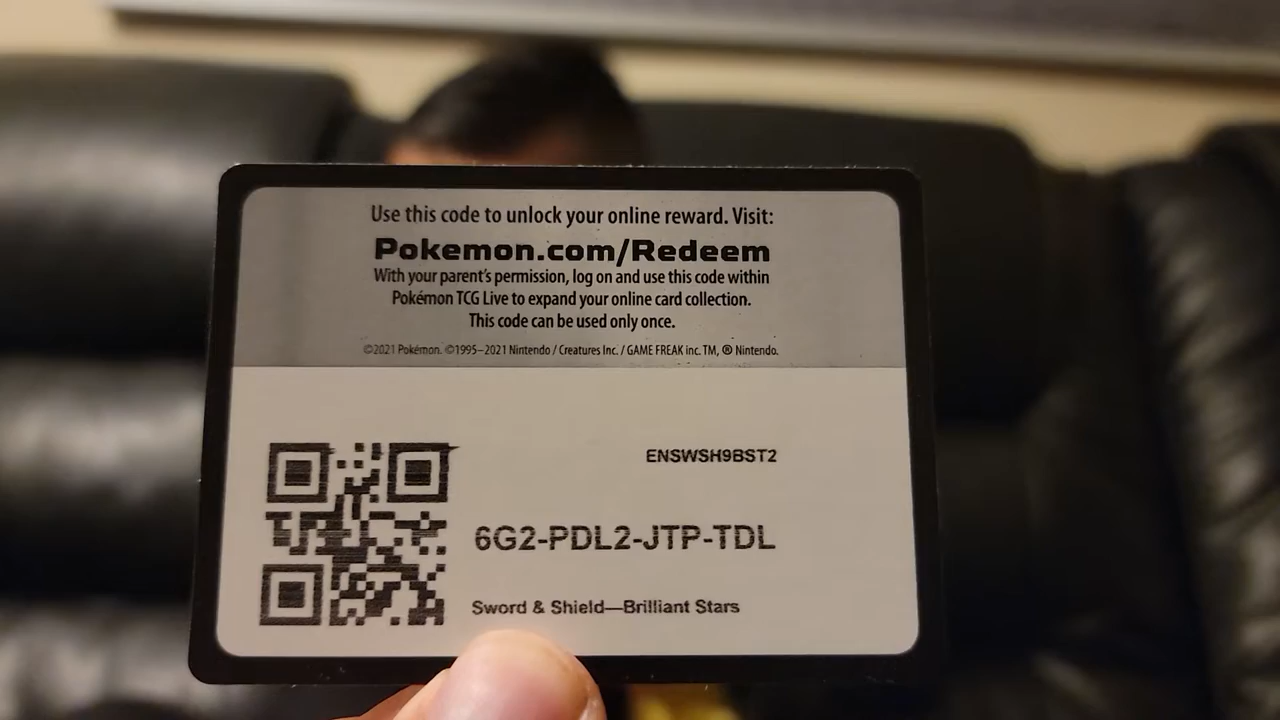 Use this code to unlock your online reward. Visit:
Pokemon.com/Redeem
With your parent's permission, log on and use this code within
Pokémon TCG Live to expand your online card collection.
This code can be used only once.
©2021 Pokémon. ©1995–2021 Nintendo / Creatures Inc. / GAME FREAK inc. TM, ® Nintendo.
ENSWSH9BST2
6G2-PDL2-JTP-TDL
Sword & Shield—Brilliant Stars